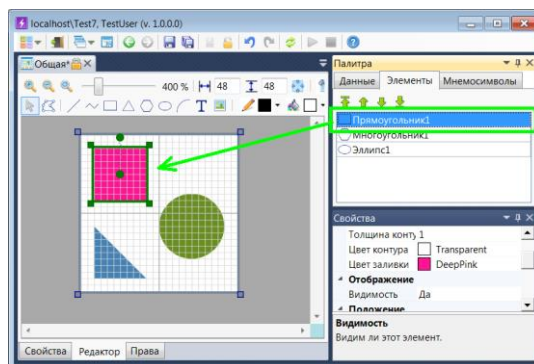 localhost\Test7, TestUser (v. 1.0.0.0)
Общая*
400 % 48 48
T
Палитра
Данные Элементы Мнемосимволы
Прямоугольник1
Многоугольник1
Эллипс1
Свойства
Толщина конту 1
Цвет контура Transparent
Цвет заливки DeepPink
Отображение
Видимость Да
Положение
Видимость
Видим ли этот элемент.
Свойства Редактор Права